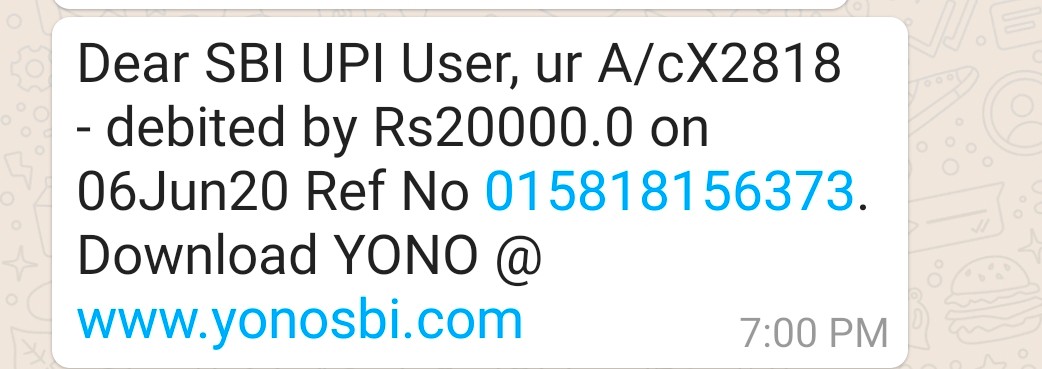 Dear SBI UPI User, ur A/cX2818
- debited by Rs20000.0 on
06Jun20 Ref No 015818156373.
Download YONO @
www.yonosbi.com
7:00 PM